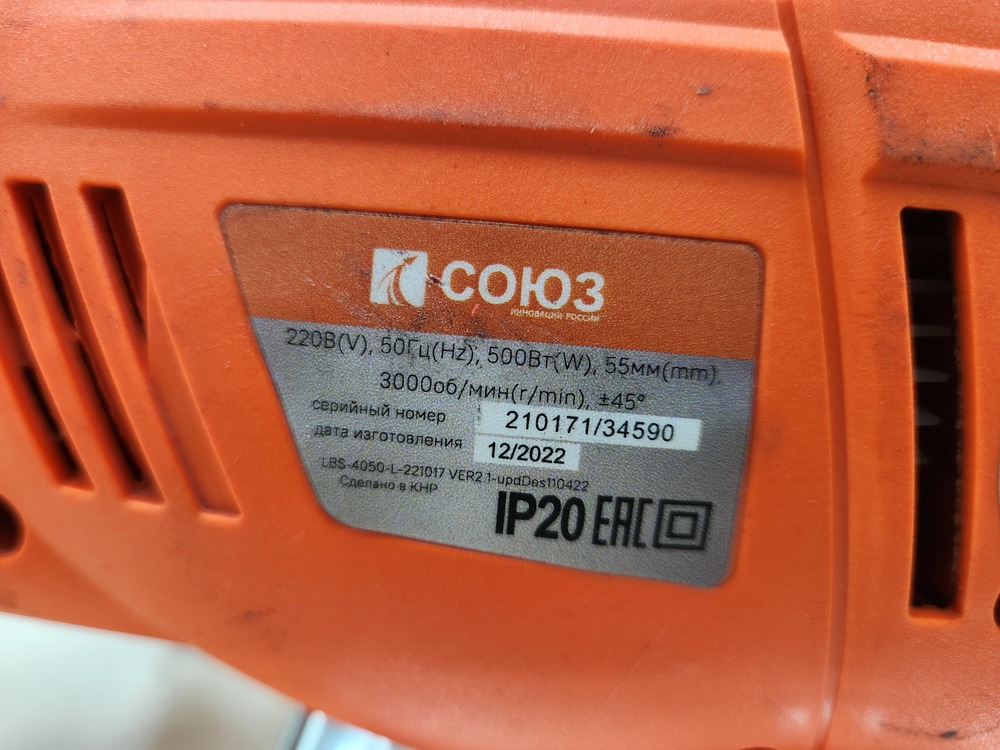 СОЮЗ
ИННОВАЦИЙ РОССИИ
220В(V), 50Гц(Hz), 500Вт(W), 55мм(mm),
3000об/мин(r/min), ±45°
серийный номер 210171/34590
дата изготовления 12/2022
LBS-4050-L-221017 VER2.1-updDes110422
Сделано в КНР
IP20 EAC